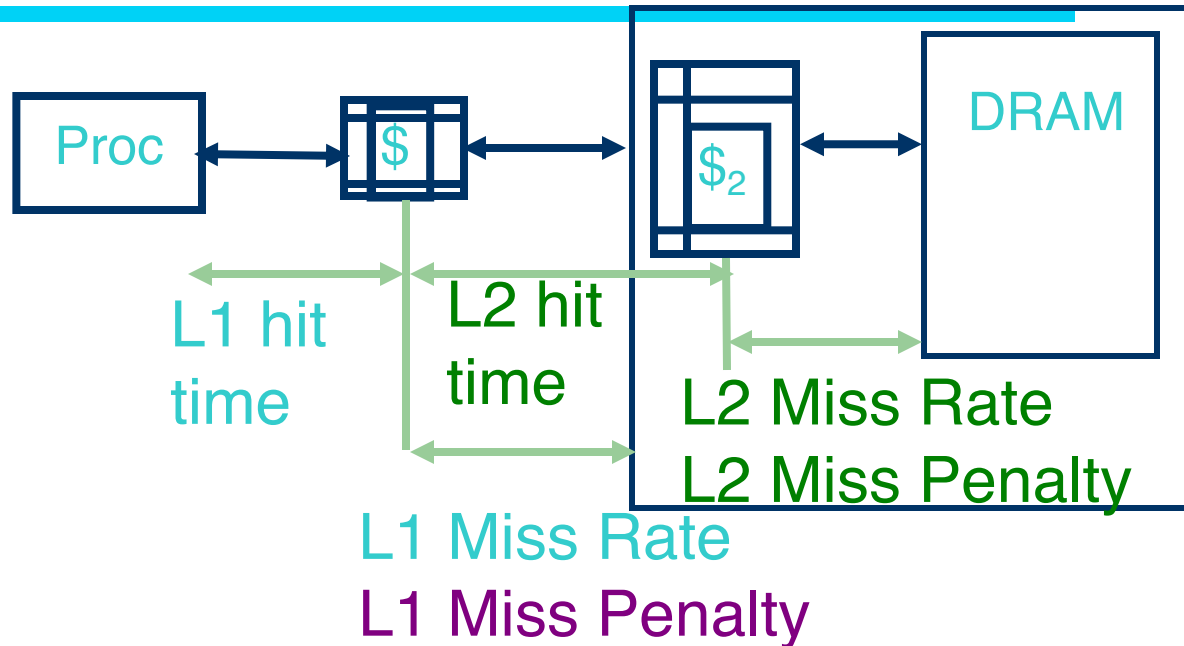 Proc
$
$₂
DRAM
L1 hit
time
L2 hit
time
L2 Miss Rate
L2 Miss Penalty
L1 Miss Rate
L1 Miss Penalty